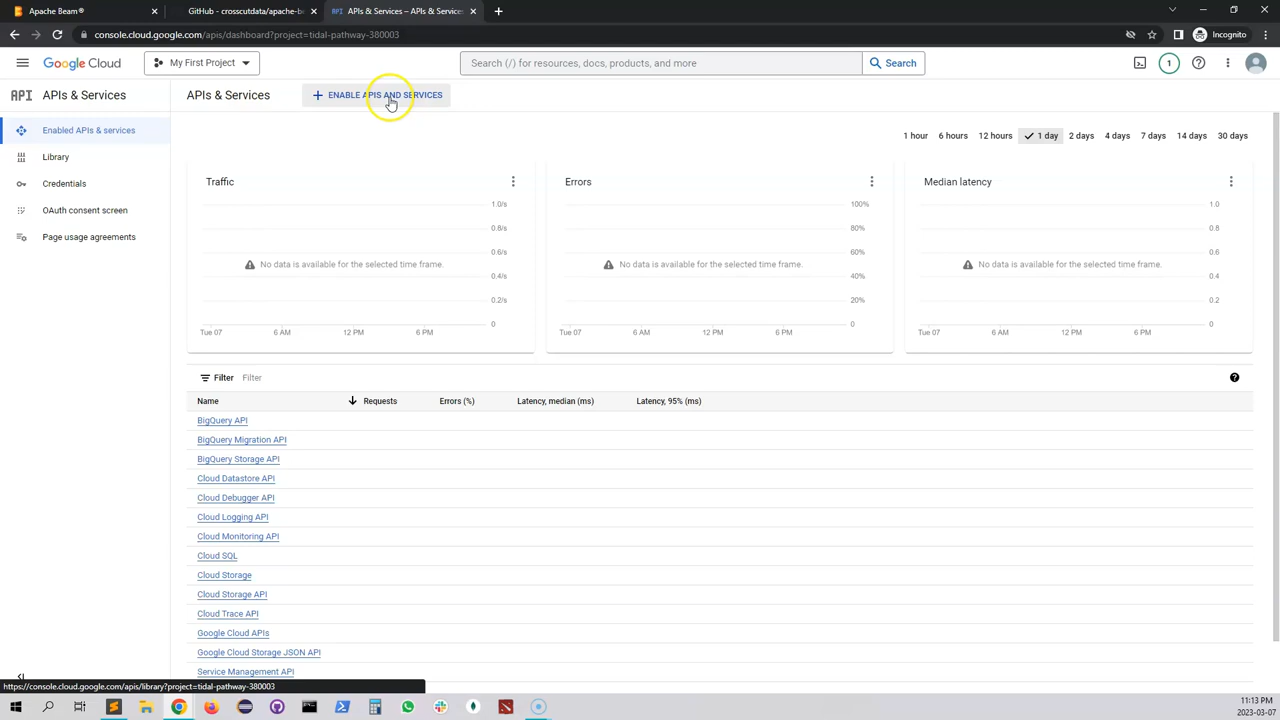 Apache Beam®
GitHub - crosscutdata/apache-b
APIs & Services – APIs & Services
console.cloud.google.com/apis/dashboard?project=tidal-pathway-380003
Incognito
Google Cloud
My First Project
Search (/) for resources, docs, products, and more
Search
1
API
APIs & Services
APIs & Services
ENABLE APIS AND SERVICES
Enabled APIs & services
Library
Credentials
OAuth consent screen
Page usage agreements
1 hour 6 hours 12 hours 1 day 2 days 4 days 7 days 14 days 30 days
Traffic
1.0/s
0.8/s
0.6/s
0.4/s
0.2/s
0
No data is available for the selected time frame.
Tue 07 6 AM 12 PM 6 PM
Errors
100%
80%
60%
40%
20%
0
No data is available for the selected time frame.
Tue 07 6 AM 12 PM 6 PM
Median latency
1.0
0.8
0.6
0.4
0.2
0
No data is available for the selected time frame.
Tue 07 6 AM 12 PM 6 PM
Filter Filter
Name Requests Errors (%) Latency, median (ms) Latency, 95% (ms)
BigQuery API
BigQuery Migration API
BigQuery Storage API
Cloud Datastore API
Cloud Debugger API
Cloud Logging API
Cloud Monitoring API
Cloud SQL
Cloud Storage
Cloud Storage API
Cloud Trace API
Google Cloud APIs
Google Cloud Storage JSON API
Service Management API
https://console.cloud.google.com/apis/library?project=tidal-pathway-380003
11:13 PM
2023-03-07